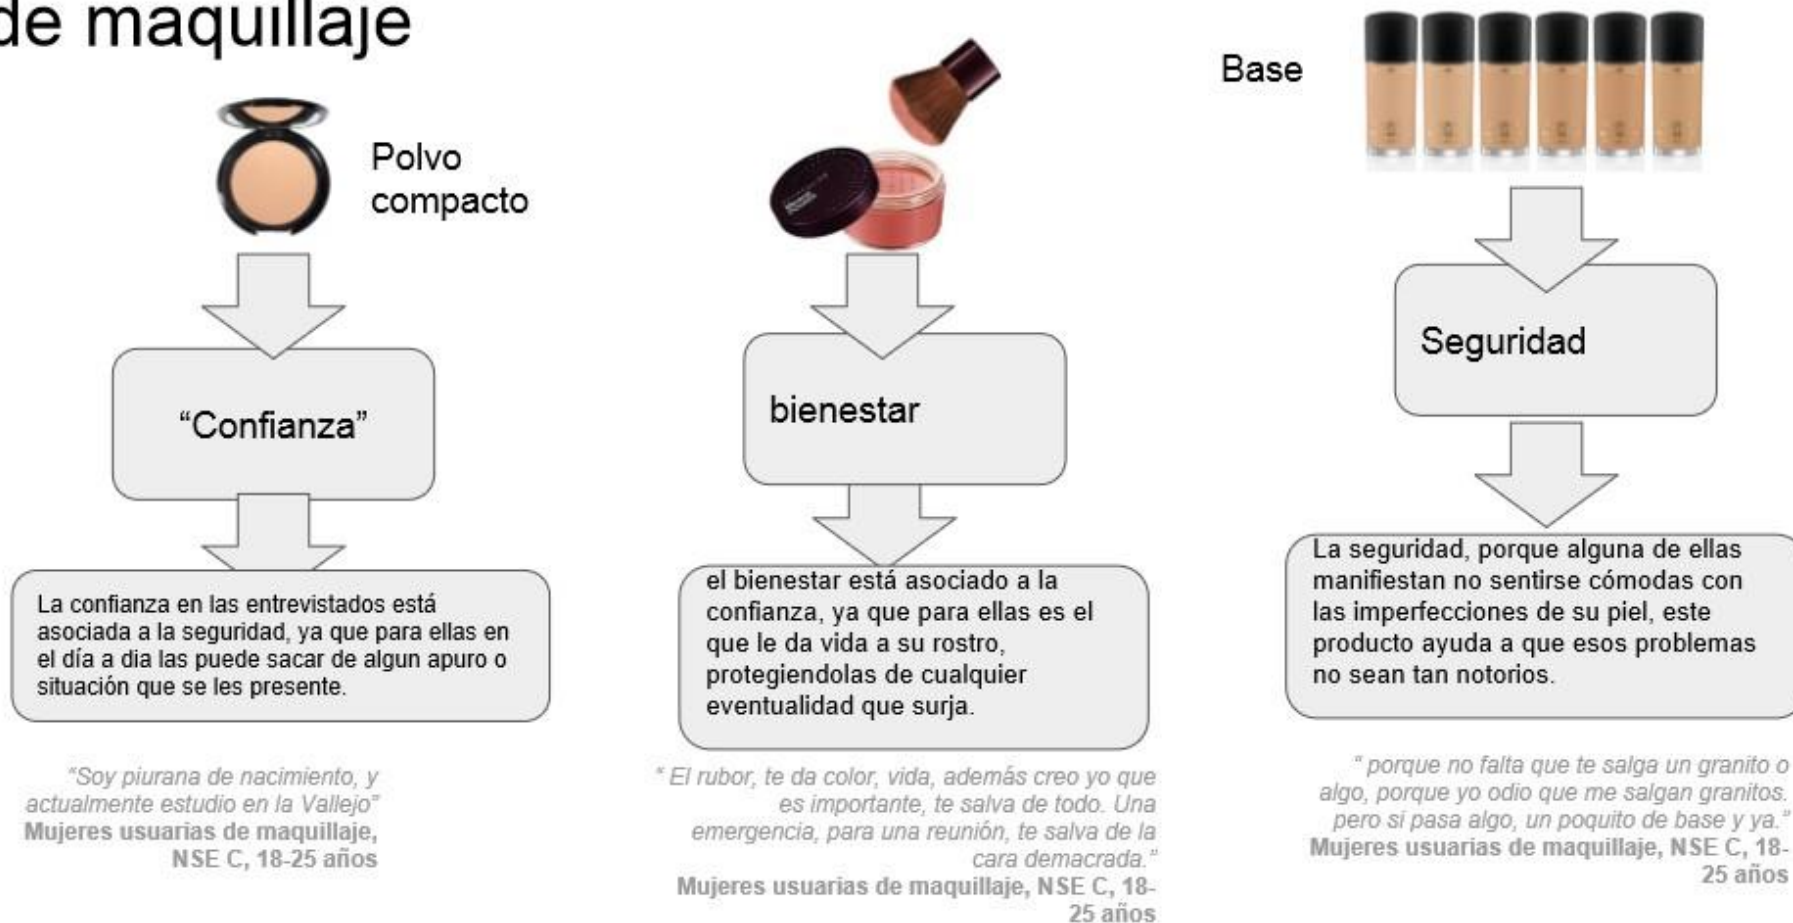 de maquillaje
Polvo
compacto
“Confianza”
La confianza en las entrevistados está
asociada a la seguridad, ya que para ellas en
el día a dia las puede sacar de algun apuro o
situación que se les presente.
“Soy piurana de nacimiento, y
actualmente estudio en la Vallejo”
Mujeres usuarias de maquillaje,
NSE C, 18-25 años
bienestar
el bienestar está asociado a la
confianza, ya que para ellas es el
que le da vida a su rostro,
protegiendolas de cualquier
eventualidad que surja.
“ El rubor, te da color, vida, además creo yo que
es importante, te salva de todo. Una
emergencia, para una reunión, te salva de la
cara demacrada.”
Mujeres usuarias de maquillaje, NSE C, 18-
25 años
Base
Seguridad
La seguridad, porque alguna de ellas
manifiestan no sentirse cómodas con
las imperfecciones de su piel, este
producto ayuda a que esos problemas
no sean tan notorios.
“ porque no falta que te salga un granito o
algo, porque yo odio que me salgan granitos.
pero si pasa algo, un poquito de base y ya.”
Mujeres usuarias de maquillaje, NSE C, 18-
25 años